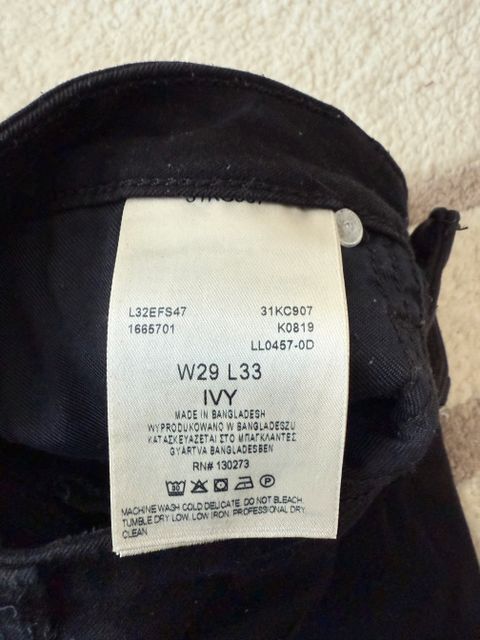 L32EFS47 31KC907
1665701 K0819
LL0457-0D
W29 L33
IVY
MADE IN BANGLADESH
WYPRODUKOWANO W BANGLADESZU
ΚΑΤΑΣΚΕΥΑΖΕΤΑΙ ΣΤΟ ΜΠΑΓΚΛΑΝΤΕΣ
GYÁRTVA BANGLADESBEN
RN# 130273
30 P
MACHINE WASH COLD DELICATE. DO NOT BLEACH.
TUMBLE DRY LOW. LOW IRON. PROFESSIONAL DRY
CLEAN